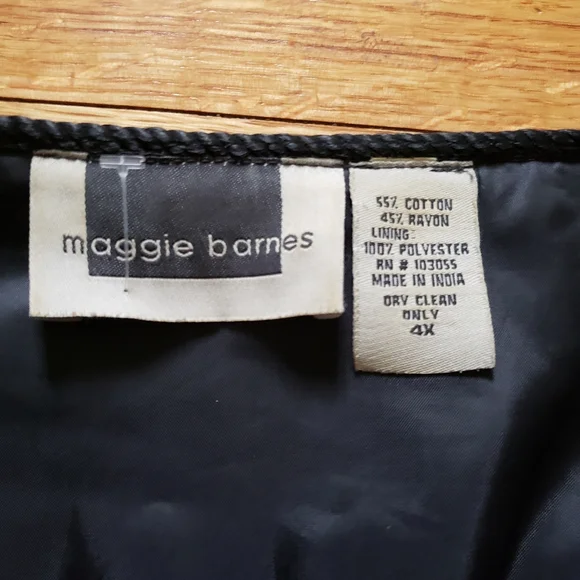 maggie barnes
55% COTTON
45% RAYON
LINING:
100% POLYESTER
RN # 103055
MADE IN INDIA
DRY CLEAN
ONLY
4X